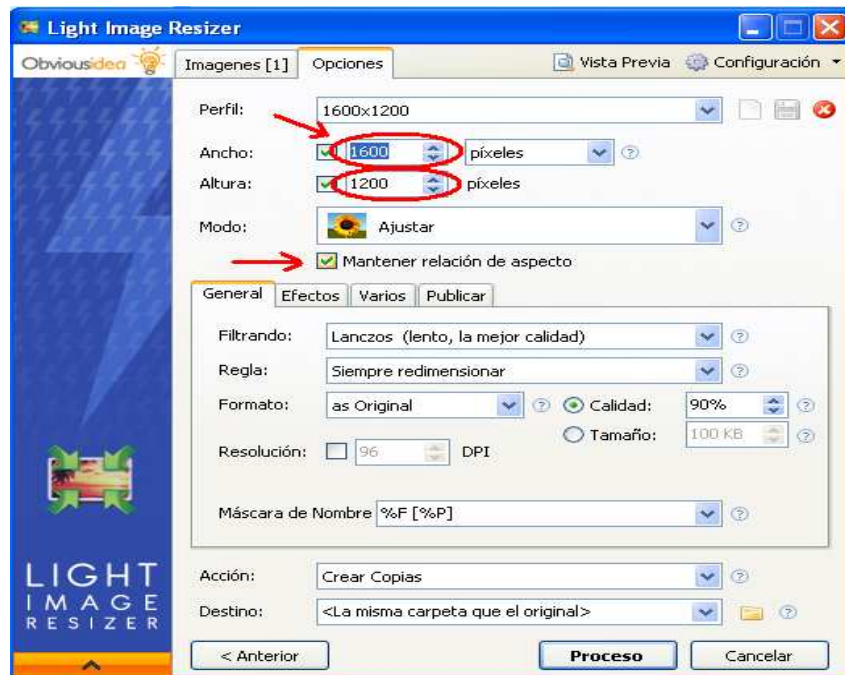 Light Image Resizer
Obviousidea Imagenes [1] Opciones Vista Previa Configuración
Perfil: 1600x1200
Ancho: 1600 píxeles
Altura: 1200 píxeles
Modo: Ajustar
Mantener relación de aspecto
General Efectos Varios Publicar
Filtrando: Lanczos (lento, la mejor calidad)
Regla: Siempre redimensionar
Formato: as Original Calidad: 90%
Tamaño: 100 KB
Resolución: 96 DPI
Máscara de Nombre %F [%P]
Acción: Crear Copias
Destino: <La misma carpeta que el original>
LIGHT
IMAGE
RESIZER
< Anterior Proceso Cancelar